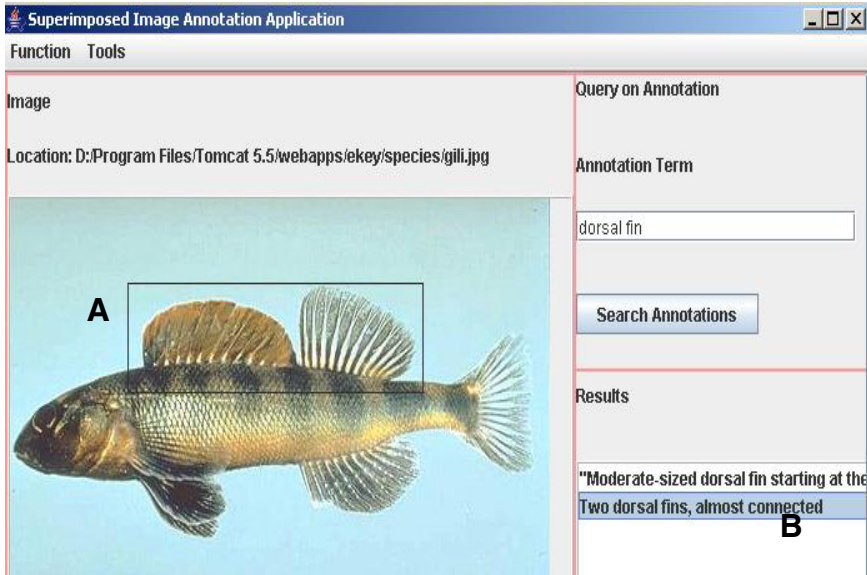 Superimposed Image Annotation Application
Function Tools
Image
Location: D:/Program Files/Tomcat 5.5/webapps/ekey/species/gili.jpg
A
Query on Annotation
Annotation Term
dorsal fin
Search Annotations
Results
"Moderate-sized dorsal fin starting at the
Two dorsal fins, almost connected
B